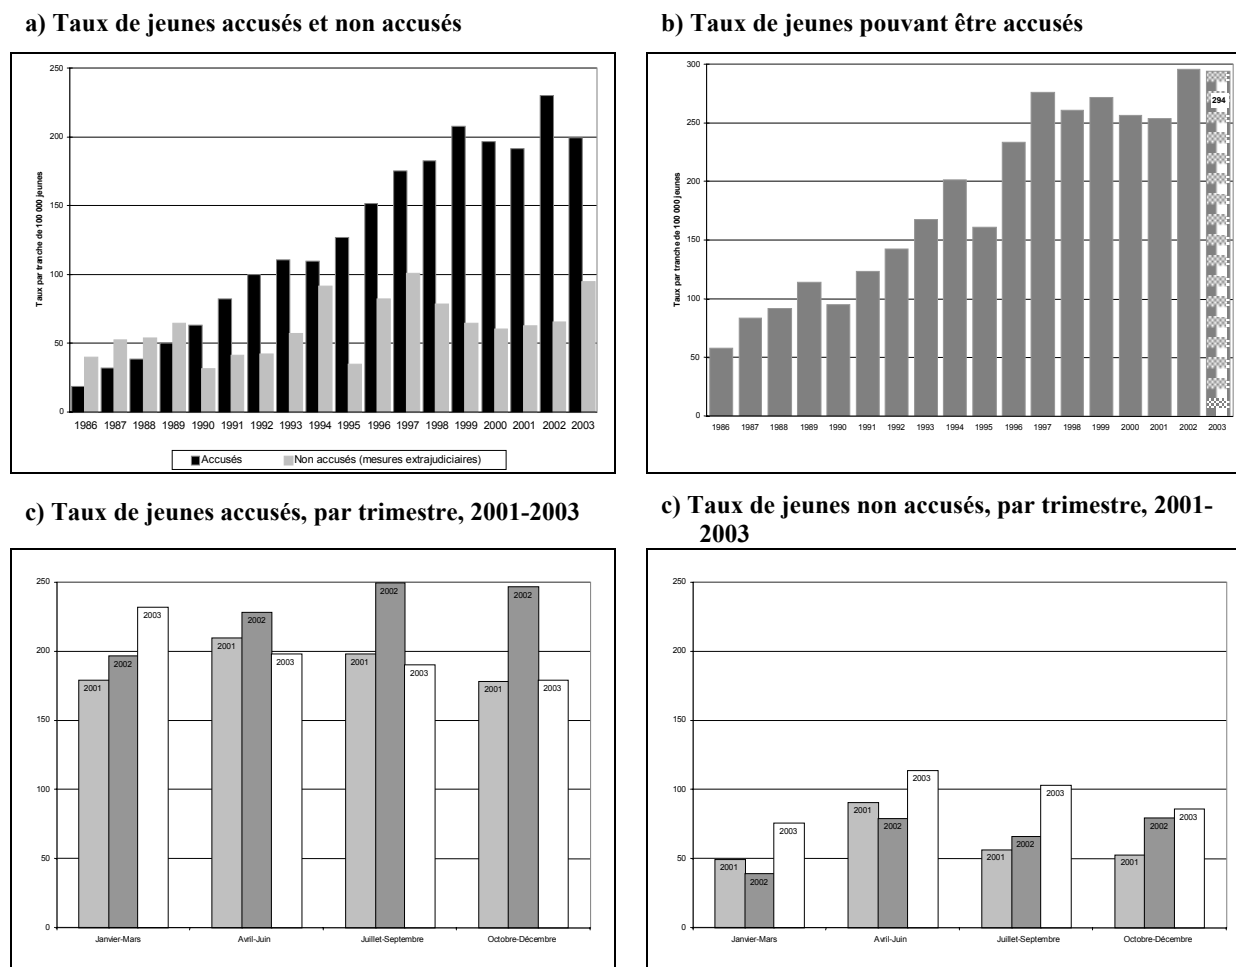 a) Taux de jeunes accusés et non accusés
250
200
150
100
50
0
Taux par tranche de 100 000 jeunes
1986 1987 1988 1989 1990 1991 1992 1993 1994 1995 1996 1997 1998 1999 2000 2001 2002 2003
Accusés Non accusés (mesures extrajudiciaires)
b) Taux de jeunes pouvant être accusés
300
250
200
150
100
50
0
Taux par tranche de 100 000 jeunes
294
1986 1987 1988 1989 1990 1991 1992 1993 1994 1995 1996 1997 1998 1999 2000 2001 2002 2003
c) Taux de jeunes accusés, par trimestre, 2001-2003
250
200
150
100
50
0
2001 2002 2003 2001 2002 2003 2001 2002 2003 2001 2002 2003
Janvier-Mars Avril-Juin Juillet-Septembre Octobre-Décembre
c) Taux de jeunes non accusés, par trimestre, 2001-
2003
250
200
150
100
50
0
2001 2002 2003 2001 2002 2003 2001 2002 2003 2001 2002 2003
Janvier-Mars Avril-Juin Juillet-Septembre Octobre-Décembre